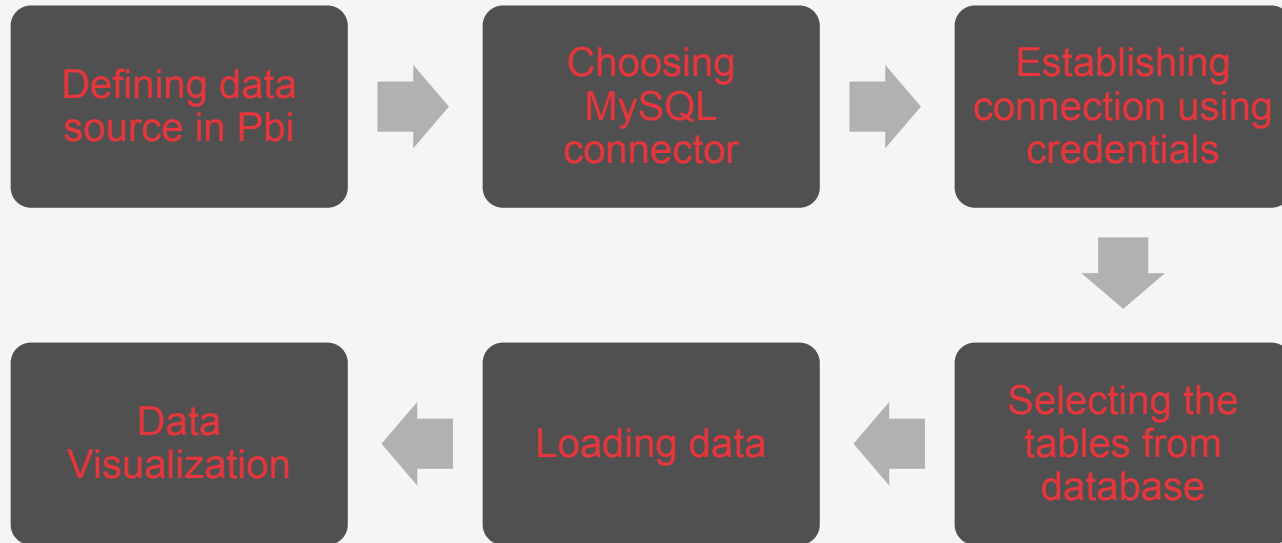 Defining data
source in Pbi
Choosing
MySQL
connector
Establishing
connection using
credentials
Selecting the
tables from
database
Loading data
Data
Visualization